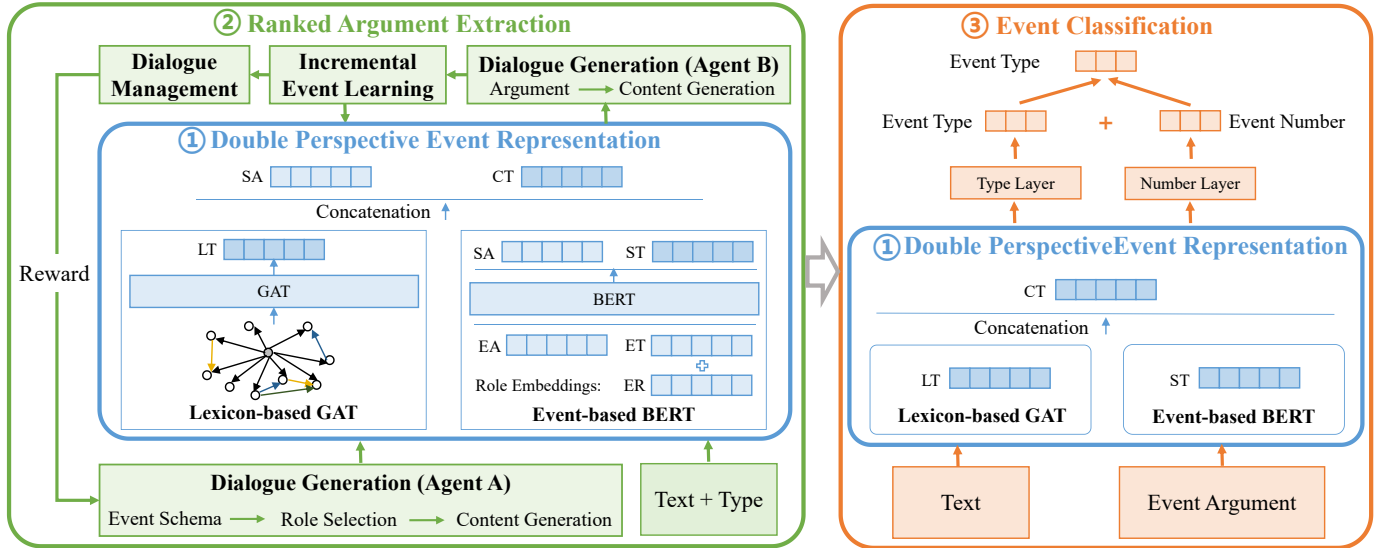 ② Ranked Argument Extraction
Dialogue
Management
Incremental
Event Learning
Dialogue Generation (Agent B)
Argument
Content Generation
① Double Perspective Event Representation
SA
CT
Concatenation
LT
GAT
Lexicon-based GAT
SA
ST
BERT
EA
ET
Role Embeddings:
ER
Event-based BERT
Reward
Dialogue Generation (Agent A)
Event Schema
Role Selection
Content Generation
Text + Type
③ Event Classification
Event Type
Event Type
+
Event Number
Type Layer
Number Layer
① Double PerspectiveEvent Representation
CT
Concatenation
LT
Lexicon-based GAT
ST
Event-based BERT
Text
Event Argument